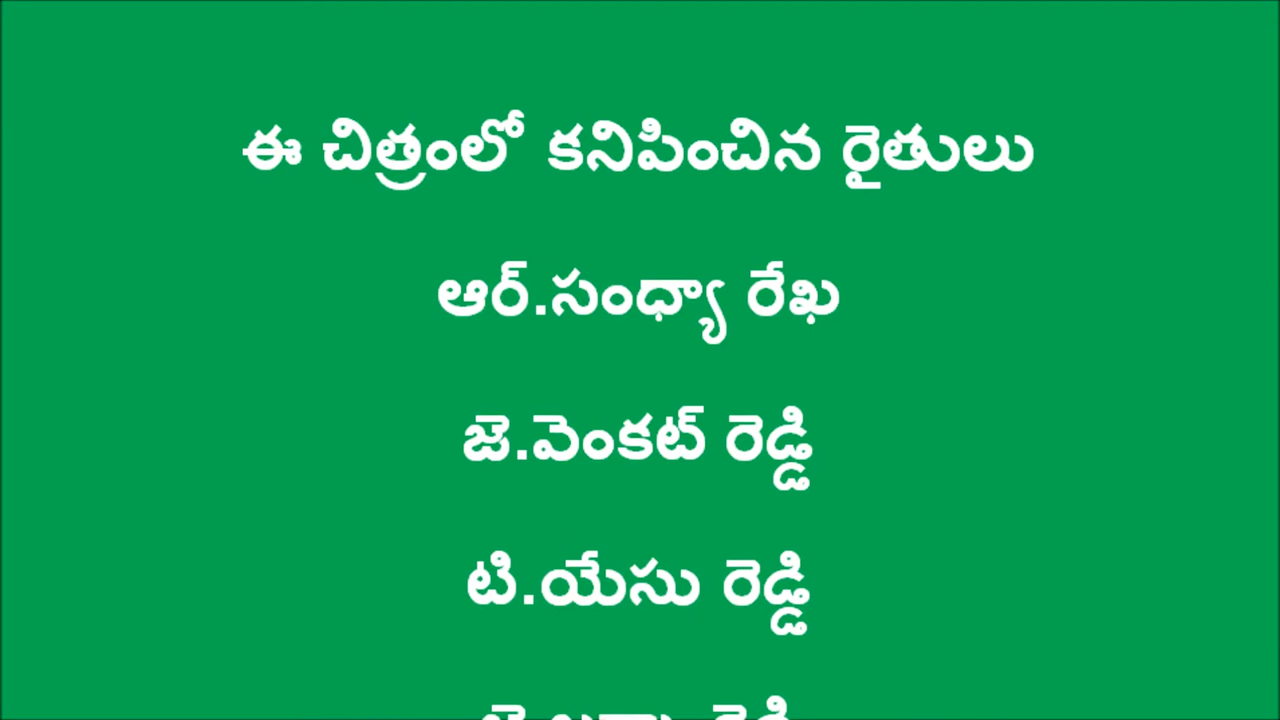 ఈ చిత్రంలో కనిపించిన రైతులు
ఆర్.సంధ్యా రేఖ
జె.వెంకట్ రెడ్డి
టి.యేసు రెడ్డి